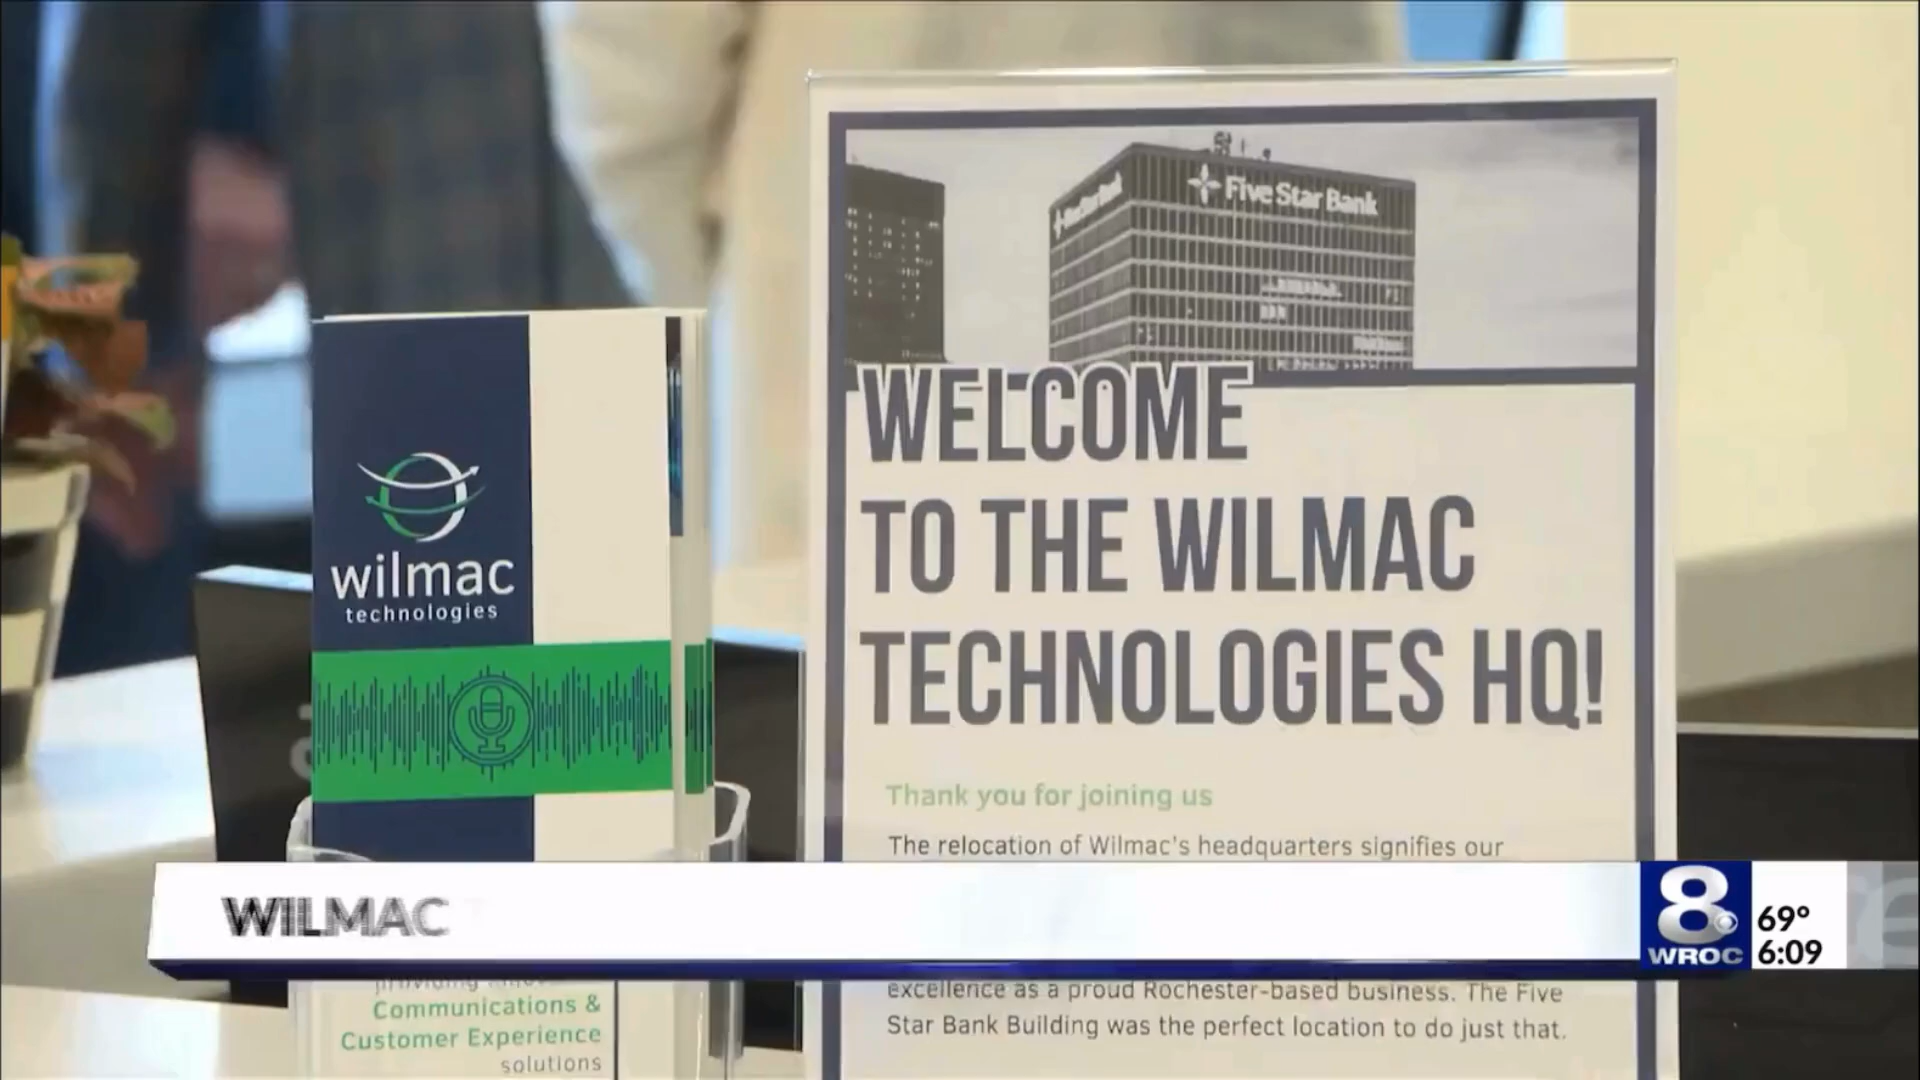 Five Star Bank
WELCOME
TO THE WILMAC
TECHNOLOGIES HQ!
Thank you for joining us
The relocation of Wilmac's headquarters signifies our
excellence as a proud Rochester-based business. The Five
Star Bank Building was the perfect location to do just that.
wilmac
technologies
providing
Communications &
Customer Experience
solutions
WILMAC
8
WROC
69°
6:09